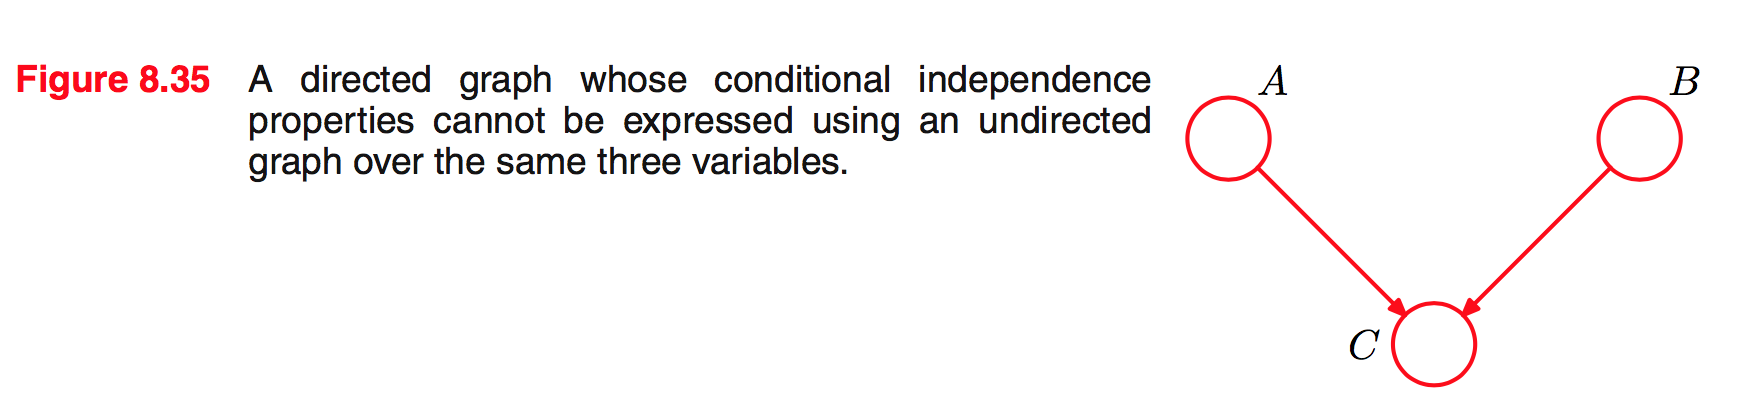 Figure 8.35 A directed graph whose conditional independence
properties cannot be expressed using an undirected
graph over the same three variables.
A
B
C